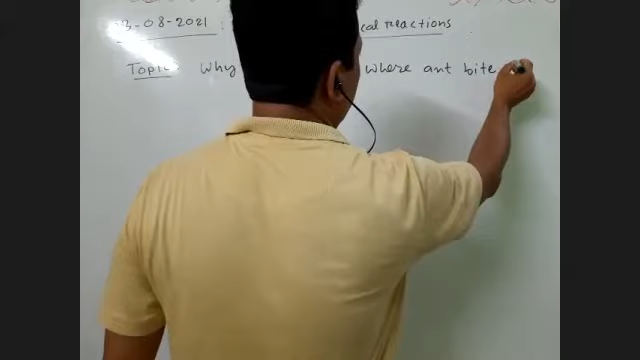 3-08-2021 : cal Reactions
Topic Why where ant bite